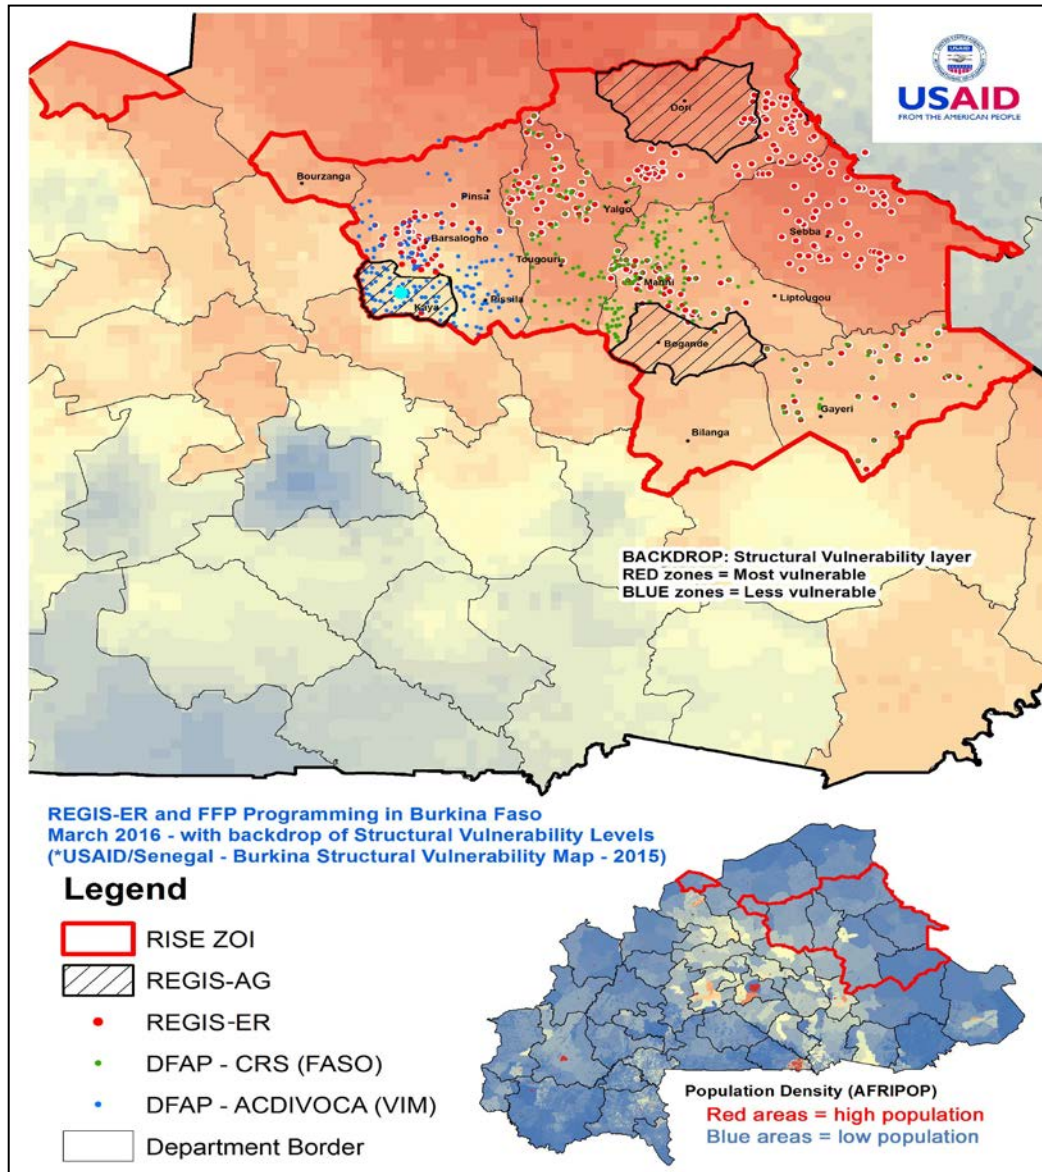 USAID
FROM THE AMERICAN PEOPLE
Dori
Bourzanga
Pinsa
Yalgo
Barsalogho
Sebba
Tougouri
Manni
Kaya
Pissila
Liptougou
Bogande
Gayeri
Bilanga
BACKDROP: Structural Vulnerability layer
RED zones = Most vulnerable
BLUE zones = Less vulnerable
REGIS-ER and FFP Programming in Burkina Faso
March 2016 - with backdrop of Structural Vulnerability Levels
(*USAID/Senegal - Burkina Structural Vulnerability Map - 2015)
Legend
RISE ZOI
REGIS-AG
REGIS-ER
DFAP - CRS (FASO)
DFAP - ACDIVOCA (VIM)
Department Border
Population Density (AFRIPOP)
Red areas = high population
Blue areas = low population